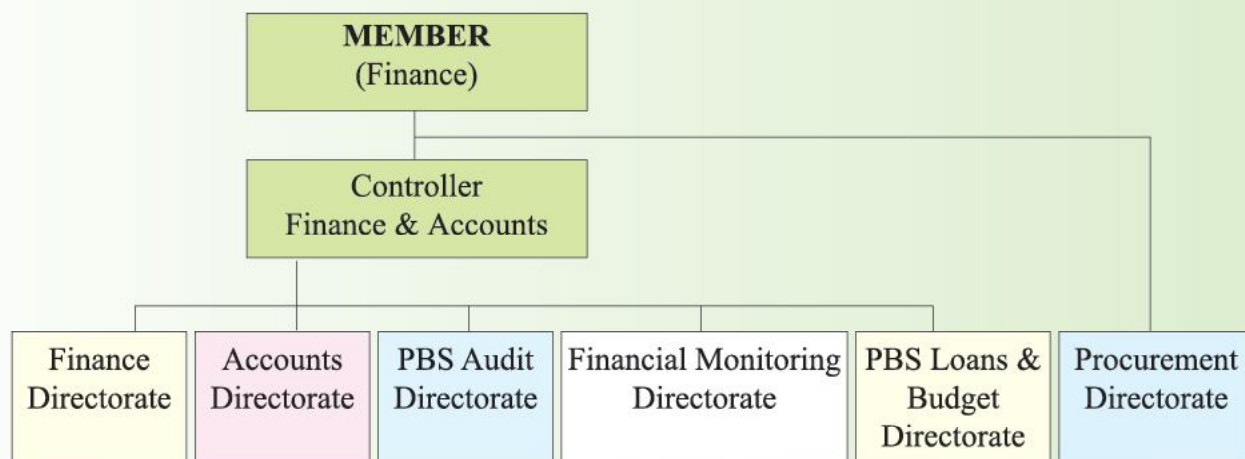 MEMBER
(Finance)
Controller
Finance & Accounts
Finance
Directorate
Accounts
Directorate
PBS Audit
Directorate
Financial Monitoring
Directorate
PBS Loans &
Budget
Directorate
Procurement
Directorate